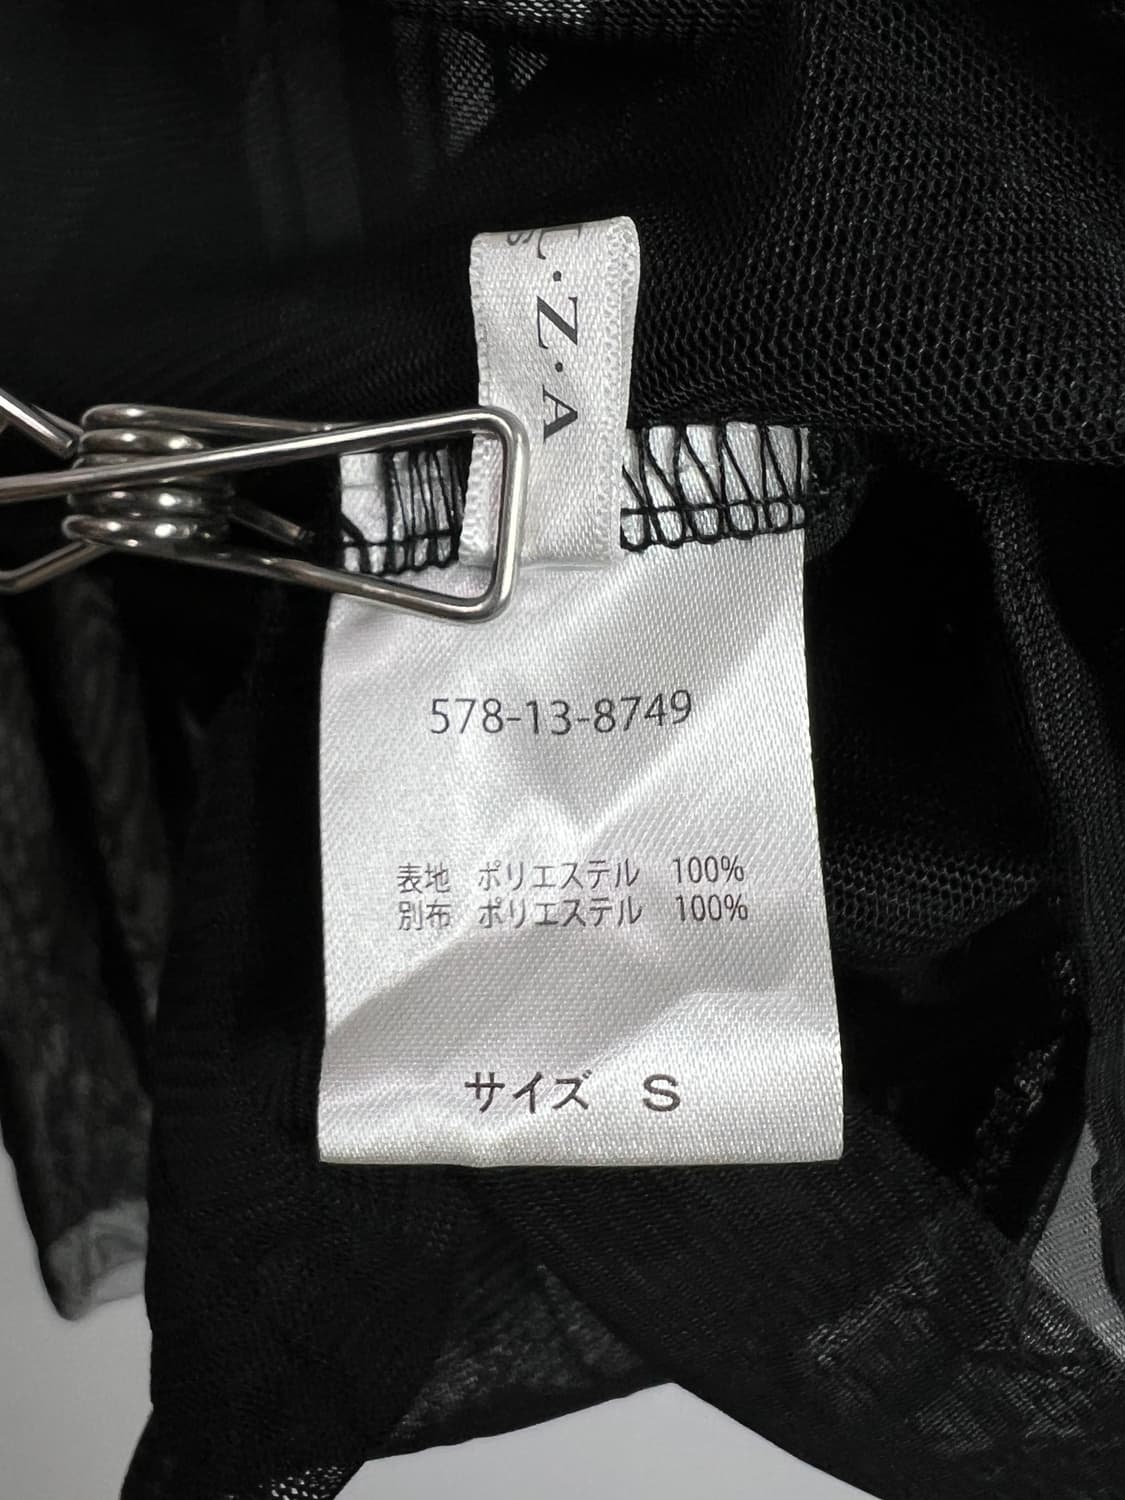 L·Z·A
S
578-13-8749
表地 ポリエステル 100%
別布 ポリエステル 100%
サイズ S